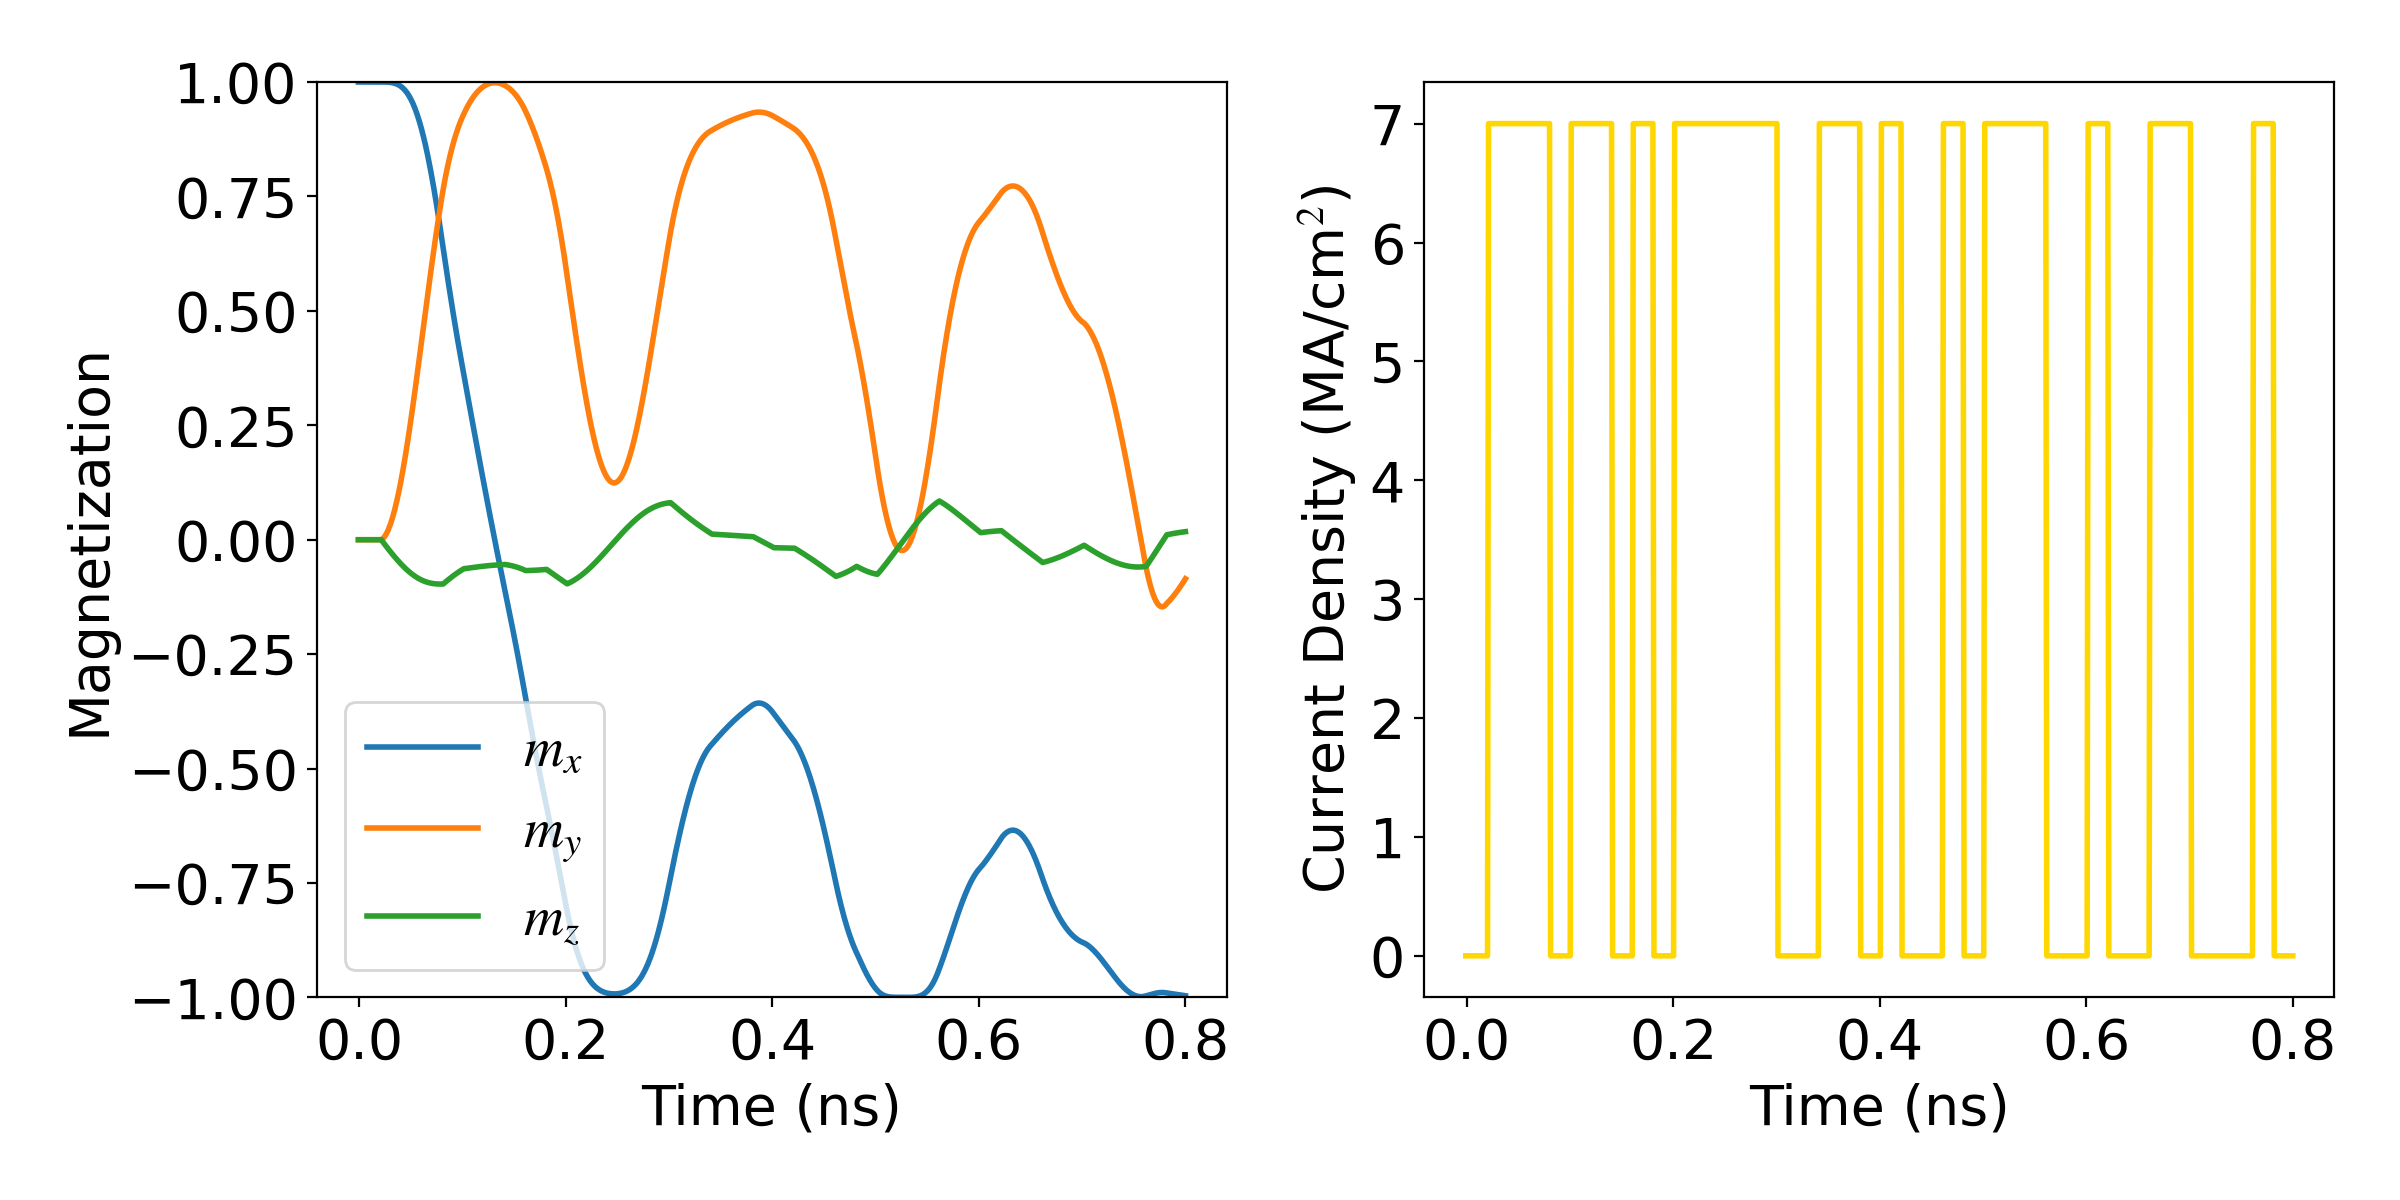 Magnetization
1.00
0.75
0.50
0.25
0.00
−0.25
−0.50
−0.75
−1.00
m_x
m_y
m_z
0.0 0.2 0.4 0.6 0.8
Time (ns)
Current Density (MA/cm²)
7
6
5
4
3
2
1
0
0.0 0.2 0.4 0.6 0.8
Time (ns)